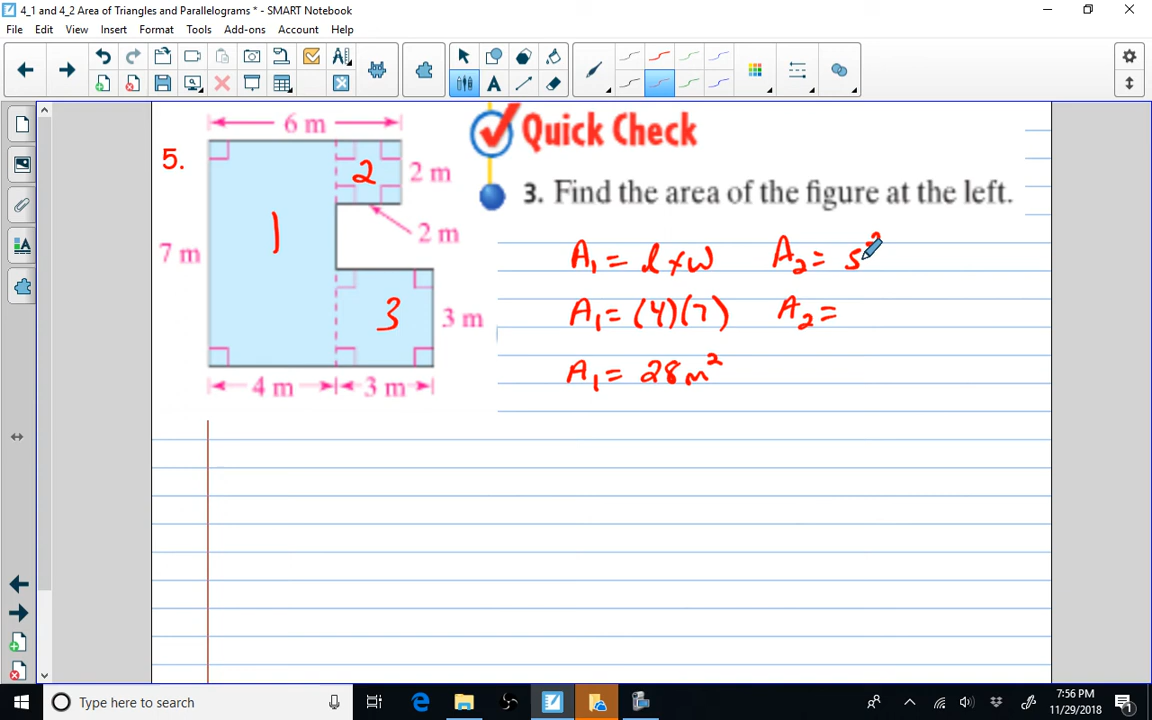 4_1 and 4_2 Area of Triangles and Parallelograms * - SMART Notebook
File Edit View Insert Format Tools Add-ons Account Help
6 m
Quick Check
5.
2
2 m
3. Find the area of the figure at the left.
1
2 m
7 m
A₁ = l x w
A₂ = s²
3
3 m
A₁ = (4)(7)
A₂ =
4 m
3 m
A₁ = 28 m²
Type here to search
7:56 PM
11/29/2018
1